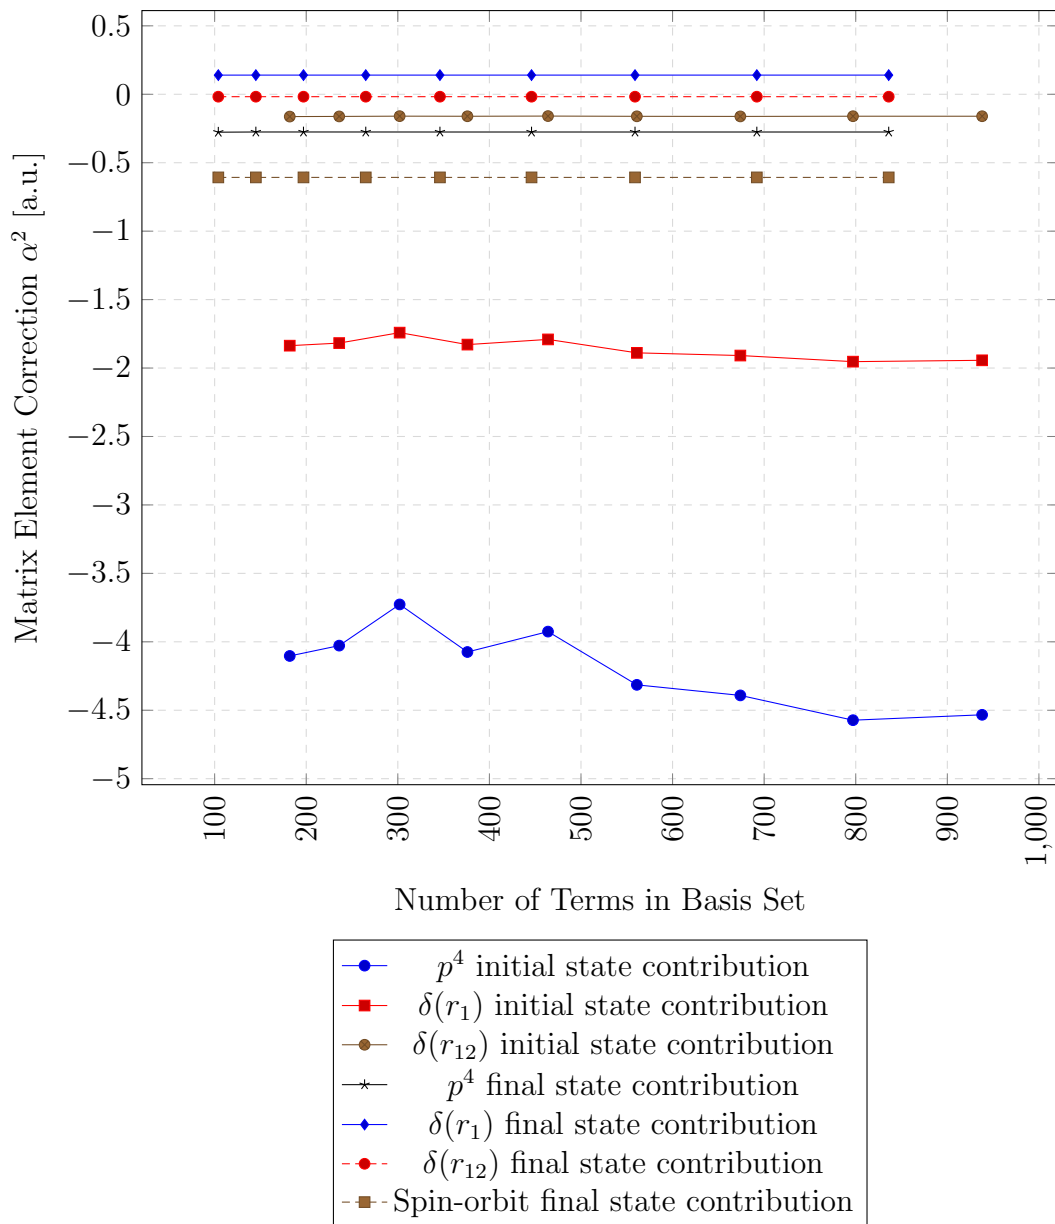 0.5
0
−0.5
−1
−1.5
−2
−2.5
−3
−3.5
−4
−4.5
−5
Matrix Element Correction α² [a.u.]
100
200
300
400
500
600
700
800
900
1,000
Number of Terms in Basis Set
p⁴ initial state contribution
δ(r₁) initial state contribution
δ(r₁₂) initial state contribution
p⁴ final state contribution
δ(r₁) final state contribution
δ(r₁₂) final state contribution
Spin-orbit final state contribution